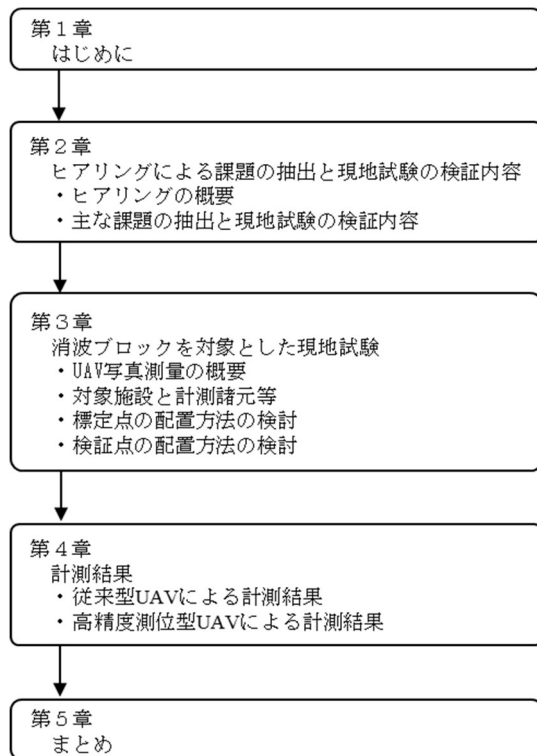 第１章
はじめに
第２章
ヒアリングによる課題の抽出と現地試験の検証内容
・ヒアリングの概要
・主な課題の抽出と現地試験の検証内容
第３章
消波ブロックを対象とした現地試験
・UAV写真測量の概要
・対象施設と計測諸元等
・標定点の配置方法の検討
・検証点の配置方法の検討
第４章
計測結果
・従来型UAVによる計測結果
・高精度測位型UAVによる計測結果
第５章
まとめ